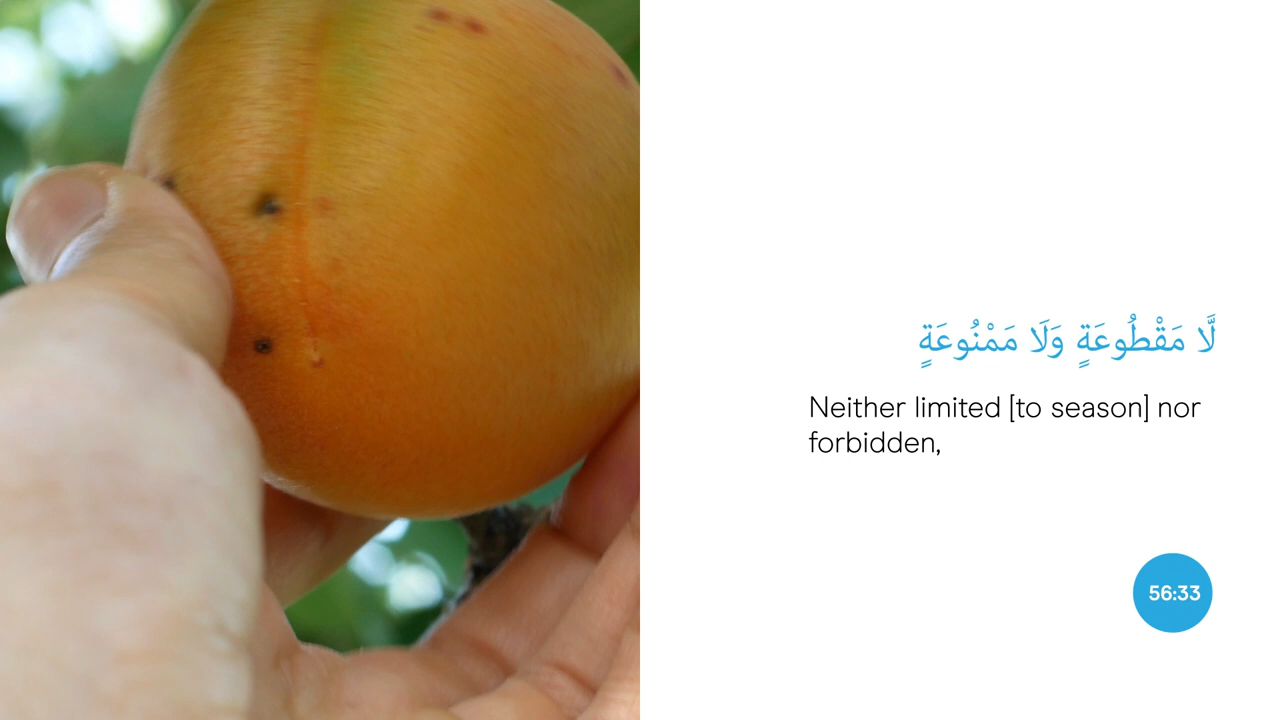 لَّا مَقْطُوعَةٍ وَلَا مَمْنُوعَةٍ
Neither limited [to season] nor
forbidden,
56:33